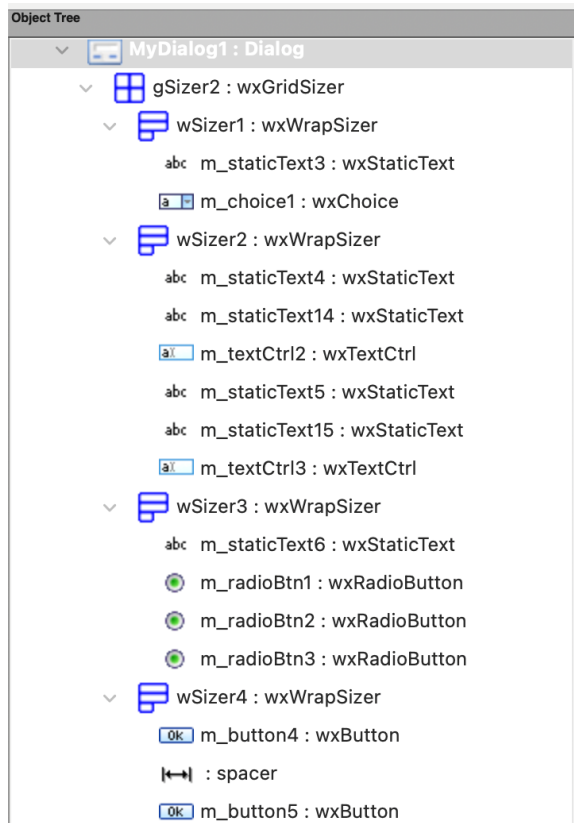 Object Tree
MyDialog1 : Dialog
gSizer2 : wxGridSizer
wSizer1 : wxWrapSizer
abc m_staticText3 : wxStaticText
a m_choice1 : wxChoice
wSizer2 : wxWrapSizer
abc m_staticText4 : wxStaticText
abc m_staticText14 : wxStaticText
a m_textCtrl2 : wxTextCtrl
abc m_staticText5 : wxStaticText
abc m_staticText15 : wxStaticText
a m_textCtrl3 : wxTextCtrl
wSizer3 : wxWrapSizer
abc m_staticText6 : wxStaticText
m_radioBtn1 : wxRadioButton
m_radioBtn2 : wxRadioButton
m_radioBtn3 : wxRadioButton
wSizer4 : wxWrapSizer
Ok m_button4 : wxButton
: spacer
Ok m_button5 : wxButton